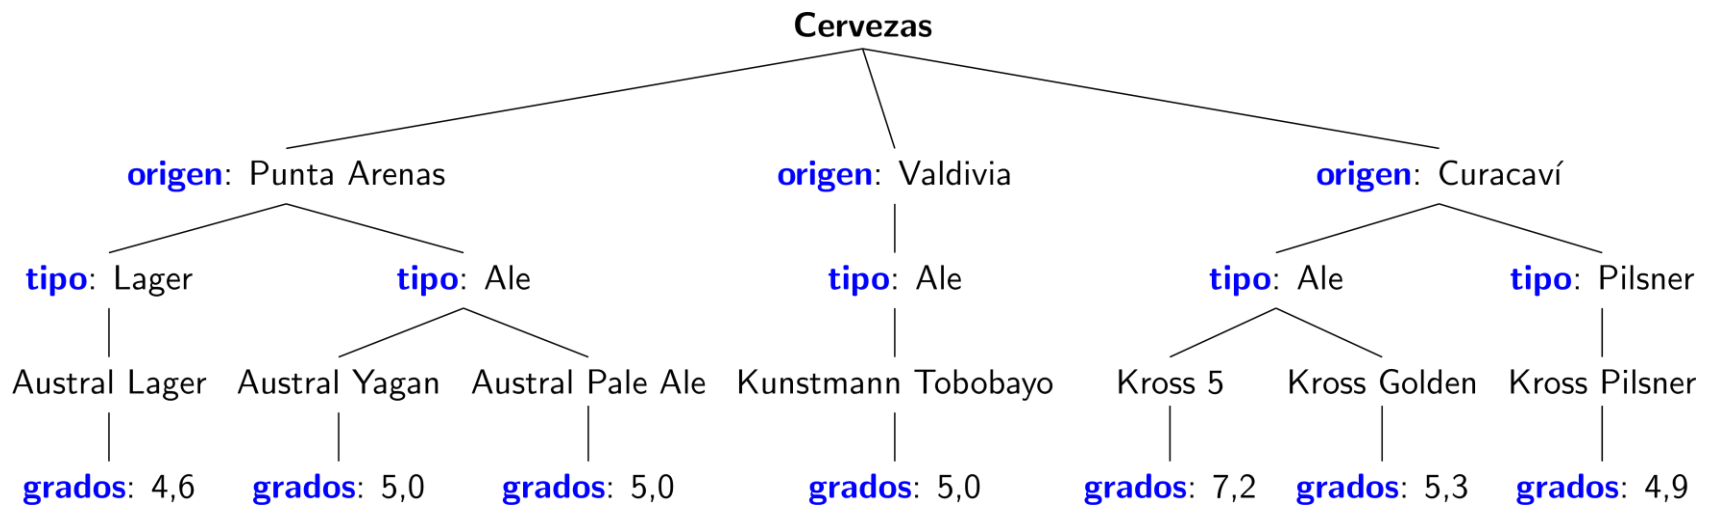 Cervezas
origen: Punta Arenas origen: Valdivia origen: Curacaví
tipo: Lager tipo: Ale tipo: Ale tipo: Ale tipo: Pilsner
Austral Lager Austral Yagan Austral Pale Ale Kunstmann Tobobayo Kross 5 Kross Golden Kross Pilsner
grados: 4,6 grados: 5,0 grados: 5,0 grados: 5,0 grados: 7,2 grados: 5,3 grados: 4,9